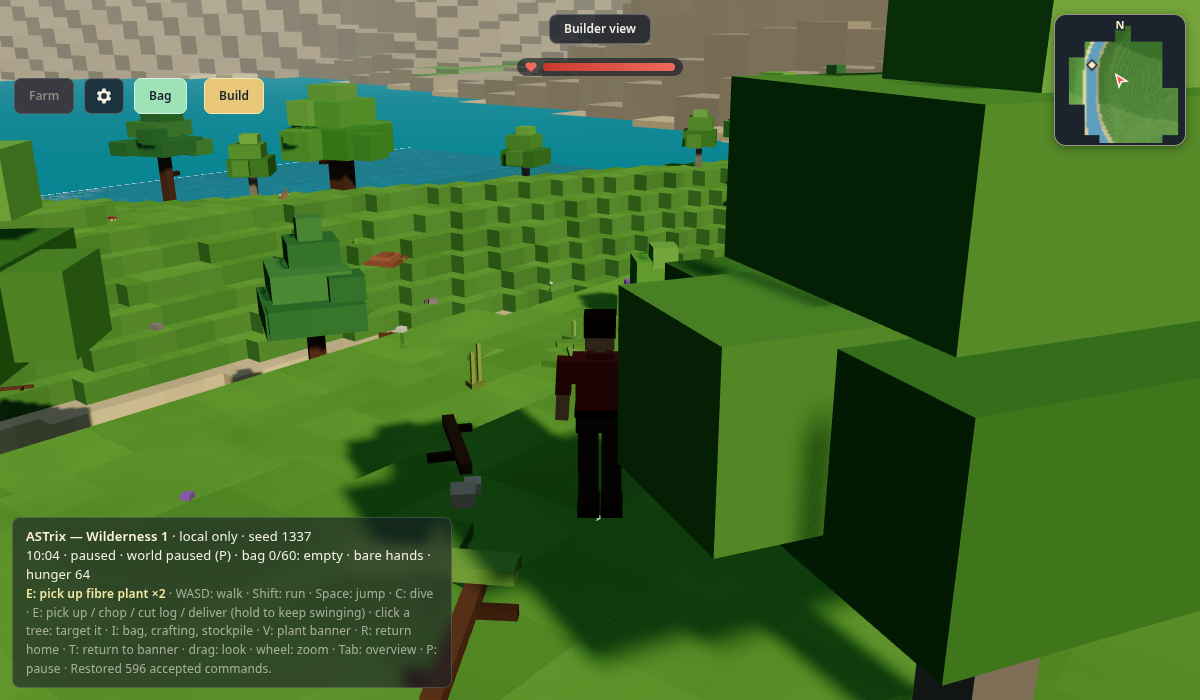 Builder view
N
Farm
Bag
Build
ASTrix — Wilderness 1 · local only · seed 1337
10:04 · paused · world paused (P) · bag 0/60: empty · bare hands ·
hunger 64
E: pick up fibre plant ×2 · WASD: walk · Shift: run · Space: jump · C: dive
· E: pick up / chop / cut log / deliver (hold to keep swinging) · click a
tree: target it · I: bag, crafting, stockpile · V: plant banner · R: return
home · T: return to banner · drag: look · wheel: zoom · Tab: overview · P:
pause · Restored 596 accepted commands.